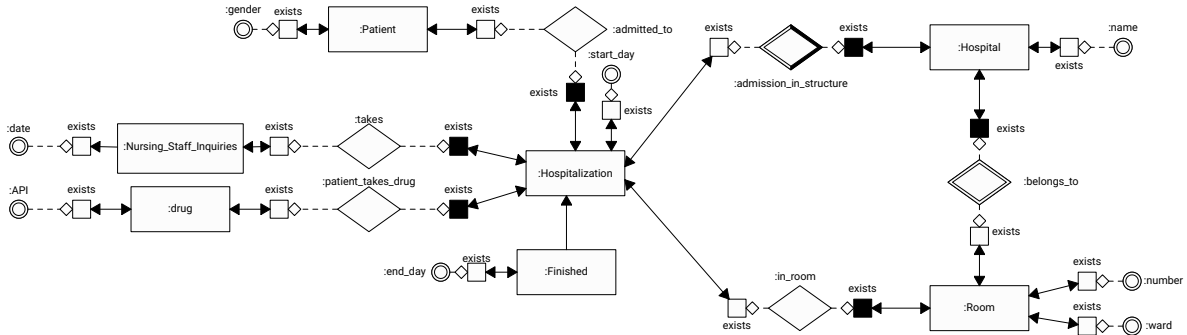 :gender
exists
:Patient
exists
:admitted_to
:start_day
exists
exists
exists
:admission_in_structure
exists
:Hospital
exists
:name
exists
:date
exists
:Nursing_Staff_Inquiries
exists
:takes
exists
:Hospitalization
:API
exists
:drug
exists
:patient_takes_drug
exists
:belongs_to
exists
:end_day
exists
:Finished
exists
:in_room
exists
:Room
exists
:number
exists
:ward